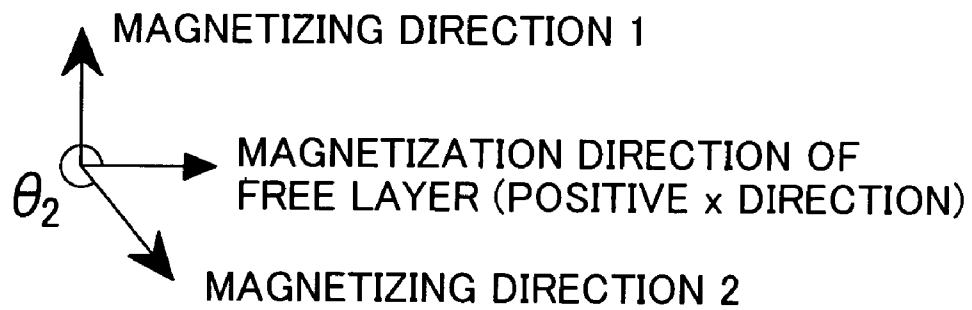 MAGNETIZING DIRECTION 1
MAGNETIZATION DIRECTION OF
FREE LAYER (POSITIVE x DIRECTION)
θ2
MAGNETIZING DIRECTION 2